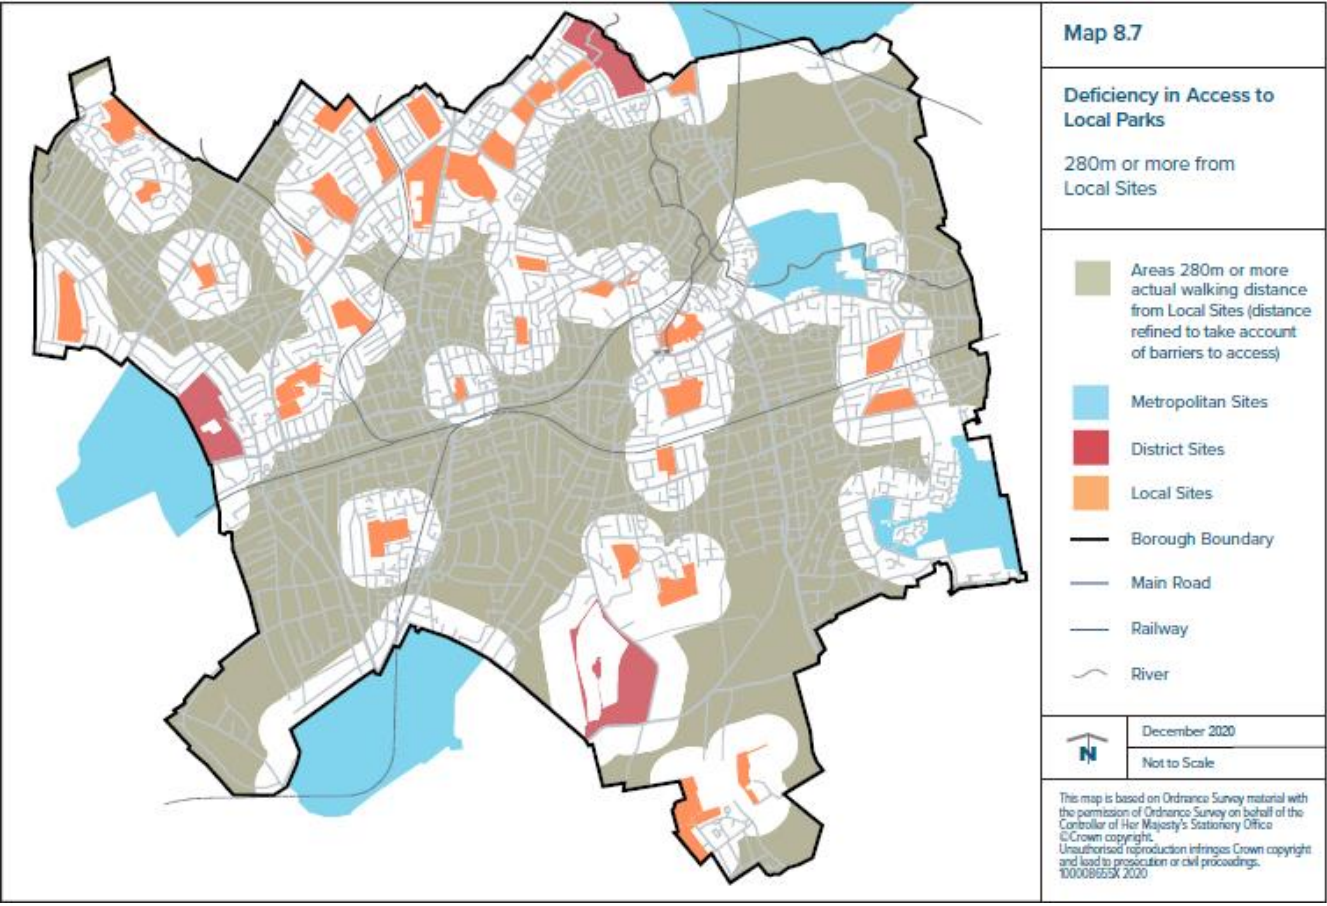 Map 8.7
Deficiency in Access to
Local Parks
280m or more from
Local Sites
Areas 280m or more
actual walking distance
from Local Sites (distance
refined to take account
of barriers to access)
Metropolitan Sites
District Sites
Local Sites
Borough Boundary
Main Road
Railway
River
N
December 2020
Not to Scale
This map is based on Ordnance Survey material with
the permission of Ordnance Survey on behalf of the
Controller of Her Majesty's Stationery Office
©Crown copyright.
Unauthorised reproduction infringes Crown copyright
and lead to prosecution or civil proceedings.
100008655X 2020